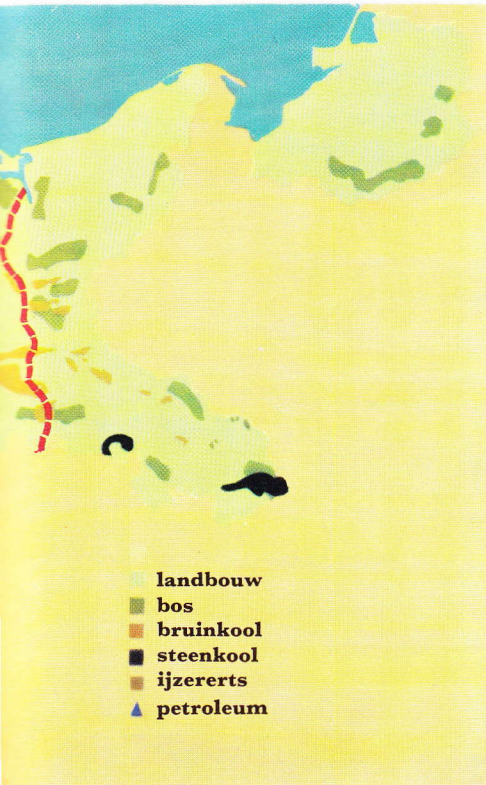 landbouw
bos
bruinkool
steenkool
ijzererts
petroleum